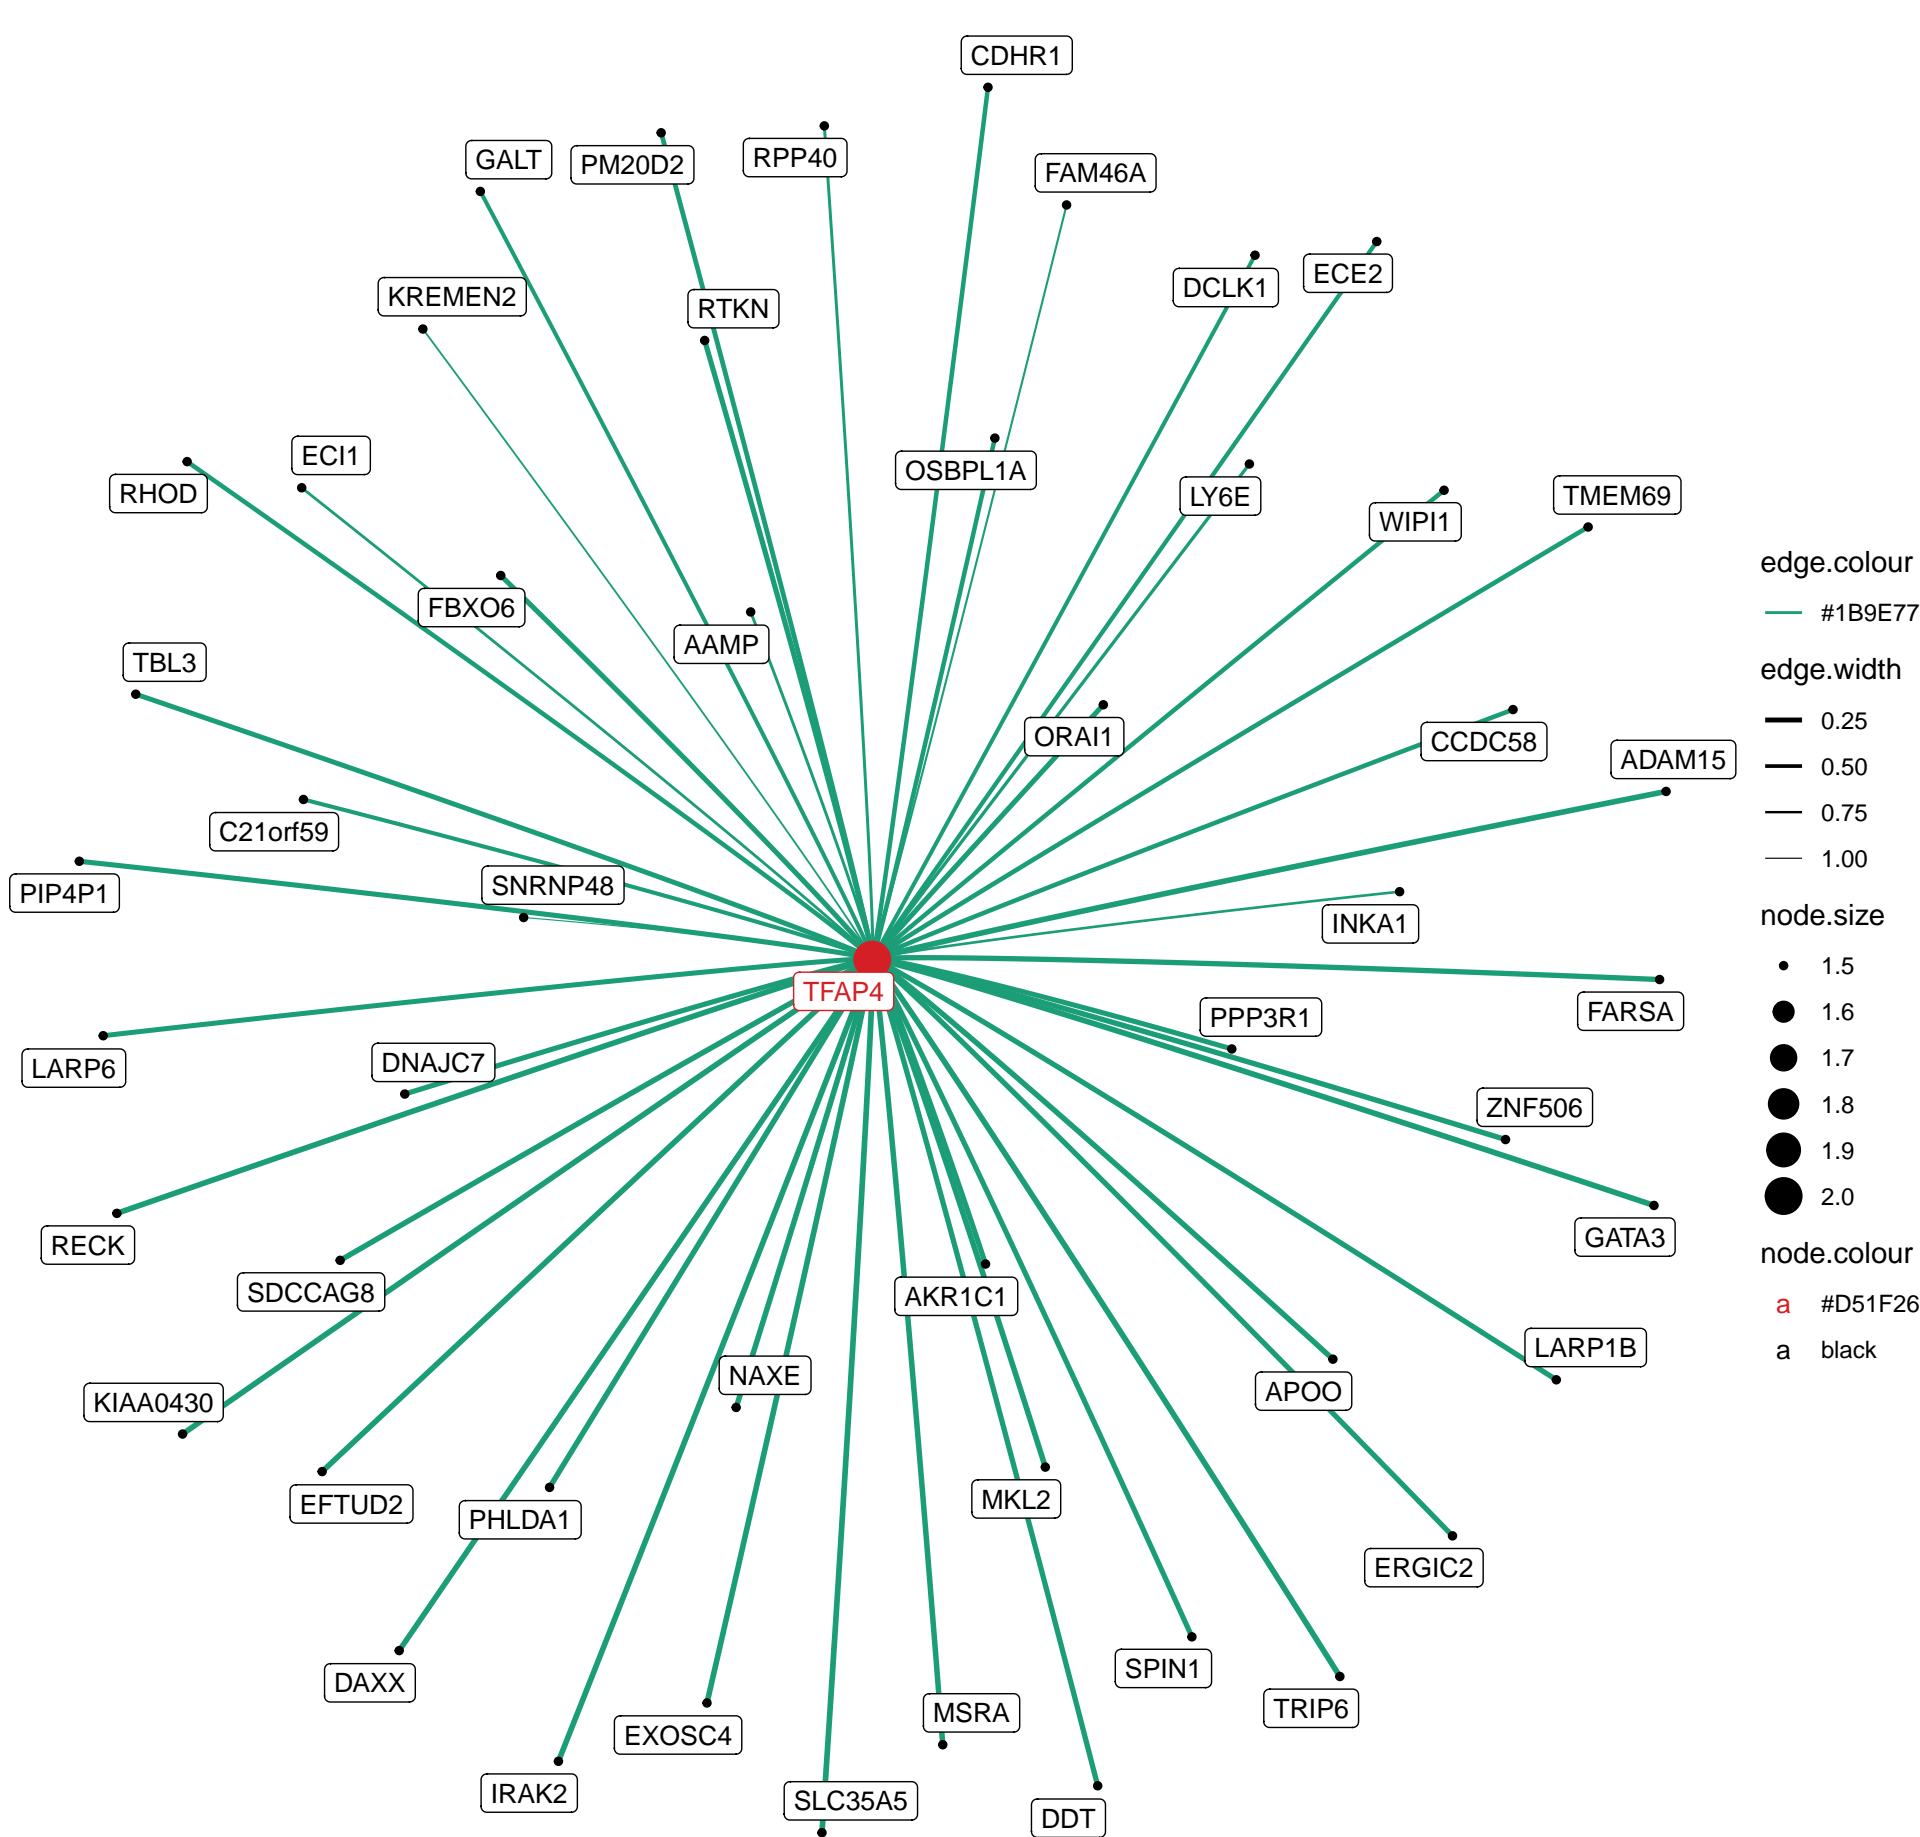 CDHR1
GALT
PM20D2
RPP40
FAM46A
KREMEN2
RTKN
DCLK1
ECE2
ECI1
RHOD
OSBPL1A
LY6E
WIPI1
TMEM69
FBXO6
AAMP
TBL3
ORAI1
CCDC58
ADAM15
C21orf59
SNRNP48
PIP4P1
INKA1
TFAP4
PPP3R1
FARSA
LARP6
DNAJC7
ZNF506
RECK
GATA3
SDCCAG8
AKR1C1
LARP1B
NAXE
APOO
KIAA0430
EFTUD2
PHLDA1
MKL2
ERGIC2
DAXX
SPIN1
TRIP6
MSRA
EXOSC4
IRAK2
SLC35A5
DDT
edge.colour
#1B9E77
edge.width
0.25
0.50
0.75
1.00
node.size
1.5
1.6
1.7
1.8
1.9
2.0
node.colour
a #D51F26
a black